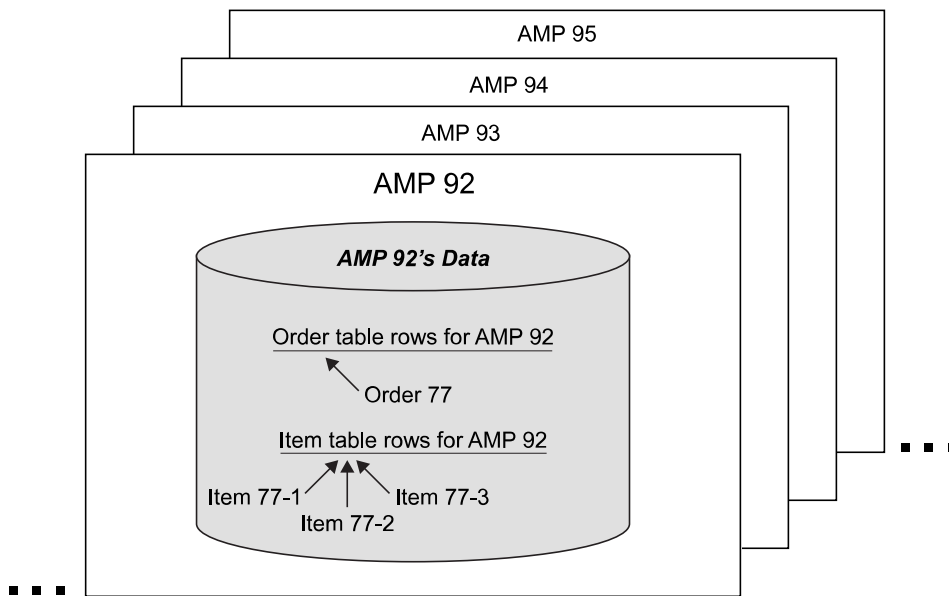 AMP 95
AMP 94
AMP 93
AMP 92
AMP 92’s Data
Order table rows for AMP 92
Order 77
Item table rows for AMP 92
Item 77-1
Item 77-3
Item 77-2